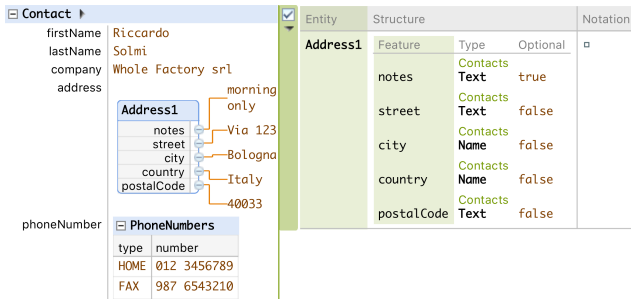 Contact
firstName Riccardo
lastName Solmi
company Whole Factory srl
address
Address1
notes morning only
street Via 123
city Bologna
country Italy
postalCode 40033
phoneNumber
PhoneNumbers
type number
HOME 012 3456789
FAX 987 6543210
Entity Structure Notation
Address1
Feature Type Optional
Contacts
notes Text true
Contacts
street Text false
Contacts
city Name false
Contacts
country Name false
Contacts
postalCode Text false